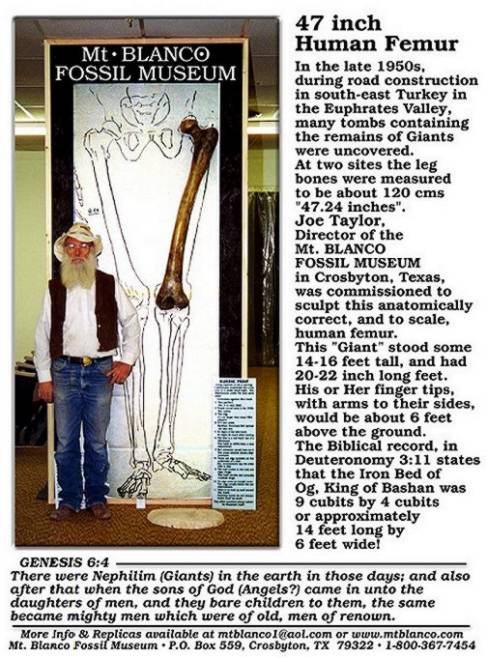 Mt • BLANCO
FOSSIL MUSEUM
47 inch
Human Femur
In the late 1950s,
during road construction
in south-east Turkey in
the Euphrates Valley,
many tombs containing
the remains of Giants
were uncovered.
At two sites the leg
bones were measured
to be about 120 cms
"47.24 inches".
Joe Taylor,
Director of the
Mt. BLANCO
FOSSIL MUSEUM
in Crosbyton, Texas,
was commissioned to
sculpt this anatomically
correct, and to scale,
human femur.
This "Giant" stood some
14-16 feet tall, and had
20-22 inch long feet.
His or Her finger tips,
with arms to their sides,
would be about 6 feet
above the ground.
The Biblical record, in
Deuteronomy 3:11 states
that the Iron Bed of
Og, King of Bashan was
9 cubits by 4 cubits
or approximately
14 feet long by
6 feet wide!
GENESIS 6:4
There were Nephilim (Giants) in the earth in those days; and also
after that when the sons of God (Angels?) came in unto the
daughters of men, and they bare children to them, the same
became mighty men which were of old, men of renown.
More Info & Replicas available at mtblanco1@aol.com or www.mtblanco.com
Mt. Blanco Fossil Museum • P.O. Box 559, Crosbyton, TX 79322 • 1-800-367-7454